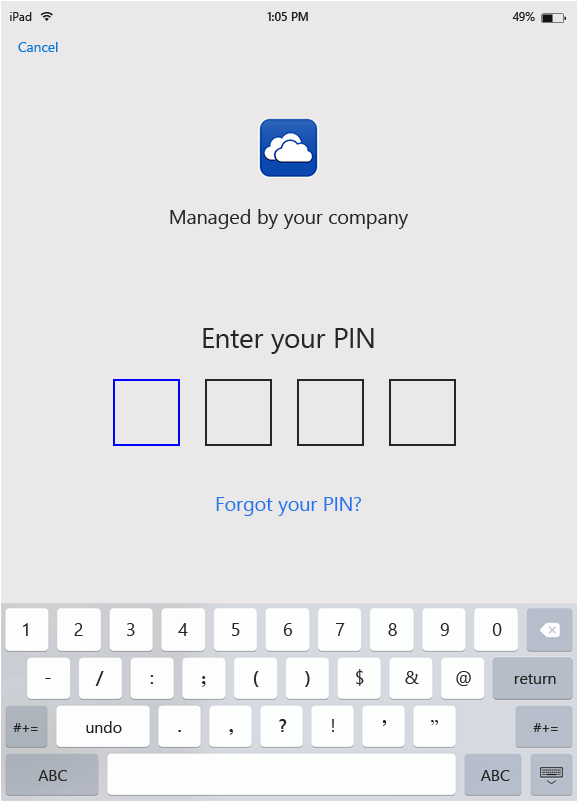 iPad 1:05 PM 49%
Cancel
Managed by your company
Enter your PIN
Forgot your PIN?
1 2 3 4 5 6 7 8 9 0
- / : ; ( ) $ & @ return
#+= undo . , ? ! ’ ” #+=
ABC ABC